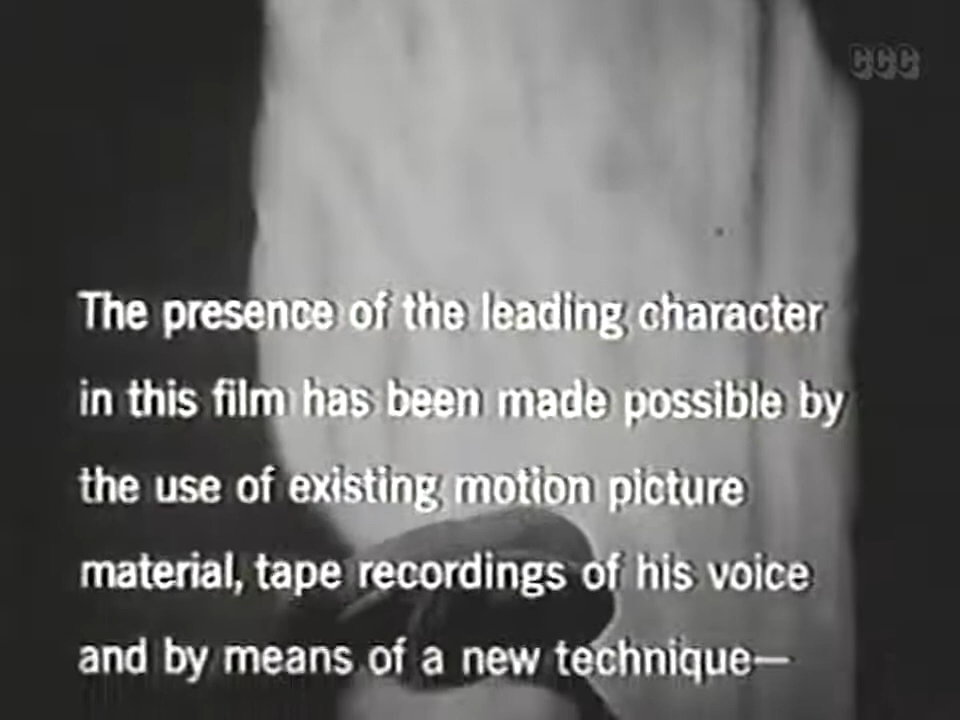 CCC
The presence of the leading character
in this film has been made possible by
the use of existing motion picture
material, tape recordings of his voice
and by means of a new technique—